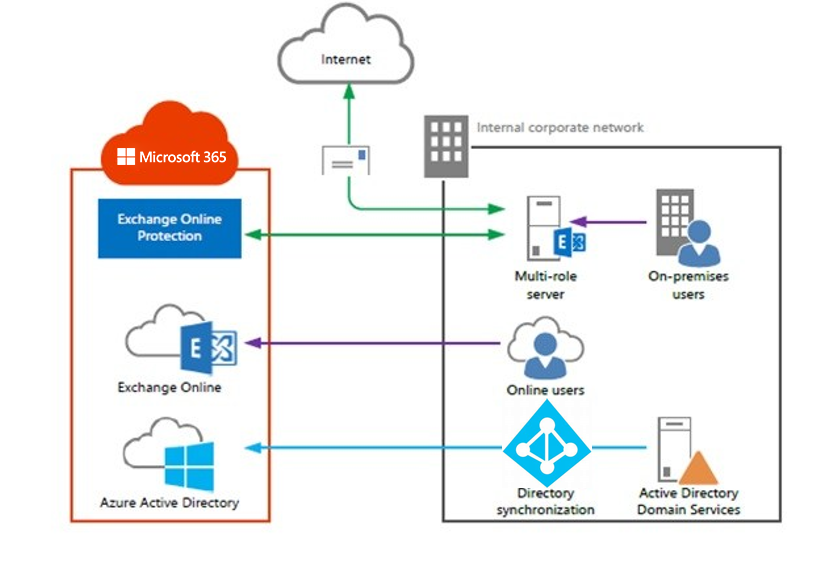 Internet
Internal corporate network
Microsoft 365
Exchange Online
Protection
E
Multi-role
server
On-premises
users
E
Exchange Online
Online users
Azure Active Directory
Directory
synchronization
Active Directory
Domain Services